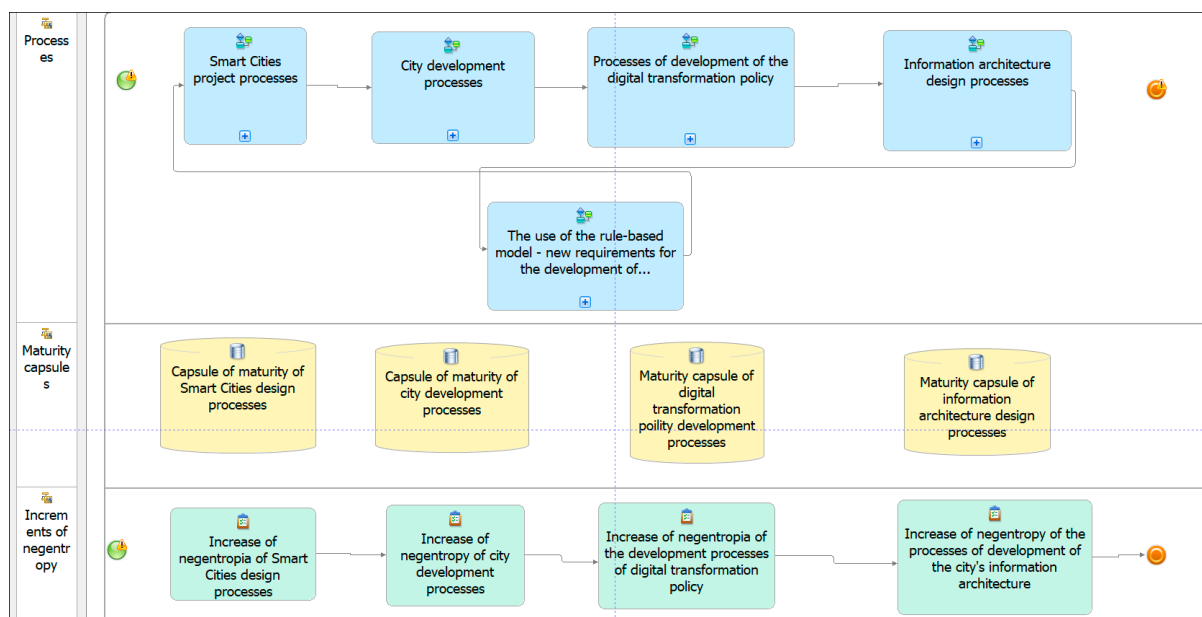 Process
es
Smart Cities
project processes
City development
processes
Processes of development of the
digital transformation policy
Information architecture
design processes
The use of the rule-based
model - new requirements for
the development of...
Maturity
capsule
s
Capsule of maturity of
Smart Cities design
processes
Capsule of maturity of
city development
processes
Maturity capsule of
digital
transformation
poility development
processes
Maturity capsule of
information
architecture design
processes
Increm
ents of
negentr
opy
Increase of
negentropia of Smart
Cities design
processes
Increase of
negentropy of city
development
processes
Increase of negentropia of
the development processes
of digital transformation
policy
Increase of negentropy of the
processes of development of
the city's information
architecture